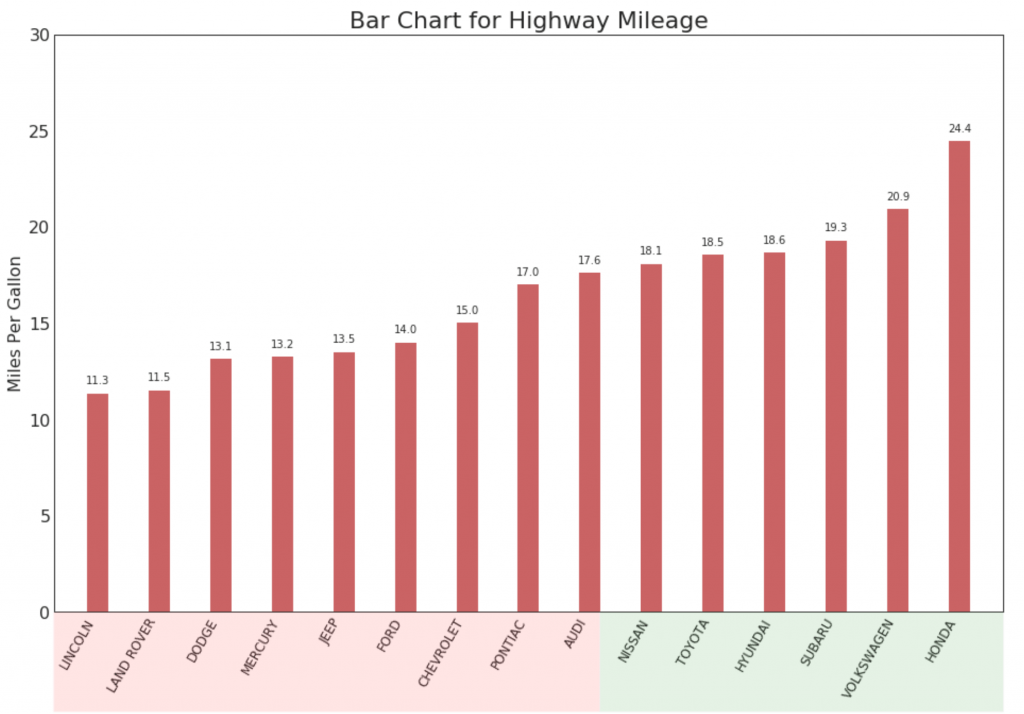 Bar Chart for Highway Mileage
Miles Per Gallon
30
25
20
15
10
5
0
11.3
11.5
13.1
13.2
13.5
14.0
15.0
17.0
17.6
18.1
18.5
18.6
19.3
20.9
24.4
LINCOLN
LAND ROVER
DODGE
MERCURY
JEEP
FORD
CHEVROLET
PONTIAC
AUDI
NISSAN
TOYOTA
HYUNDAI
SUBARU
VOLKSWAGEN
HONDA